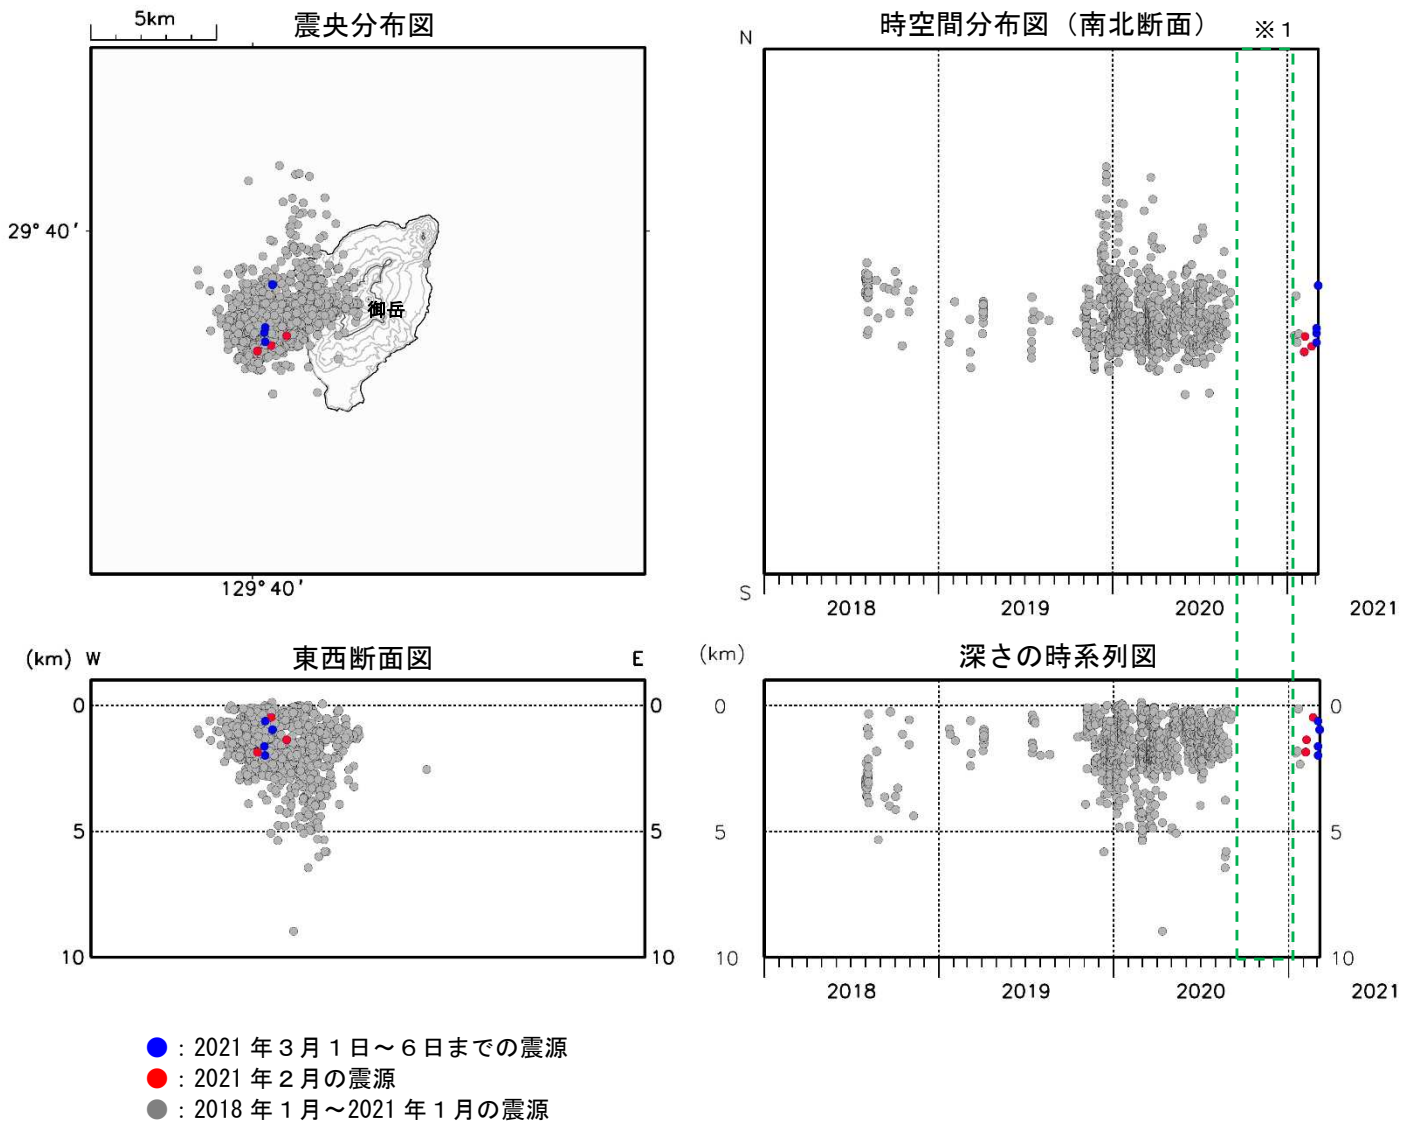 5km
震央分布図
29° 40′
御岳
129° 40′
時空間分布図（南北断面）
※１
N
S
2018
2019
2020
2021
(km) W
東西断面図
E
0
0
5
5
10
10
(km)
深さの時系列図
0
0
5
5
10
10
2018
2019
2020
2021
：2021 年３月１日～６日までの震源
：2021 年２月の震源
：2018 年１月～2021 年１月の震源